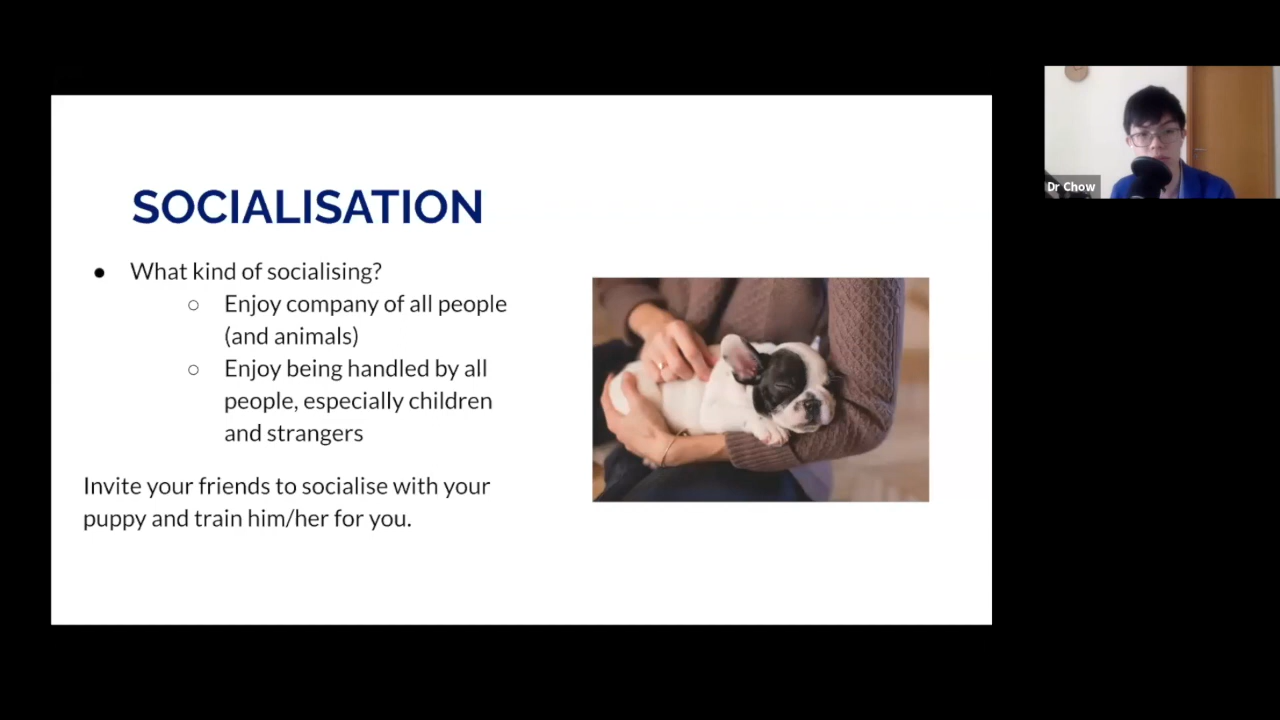 SOCIALISATION
● What kind of socialising?
○ Enjoy company of all people
(and animals)
○ Enjoy being handled by all
people, especially children
and strangers
Invite your friends to socialise with your
puppy and train him/her for you.
Dr Chow